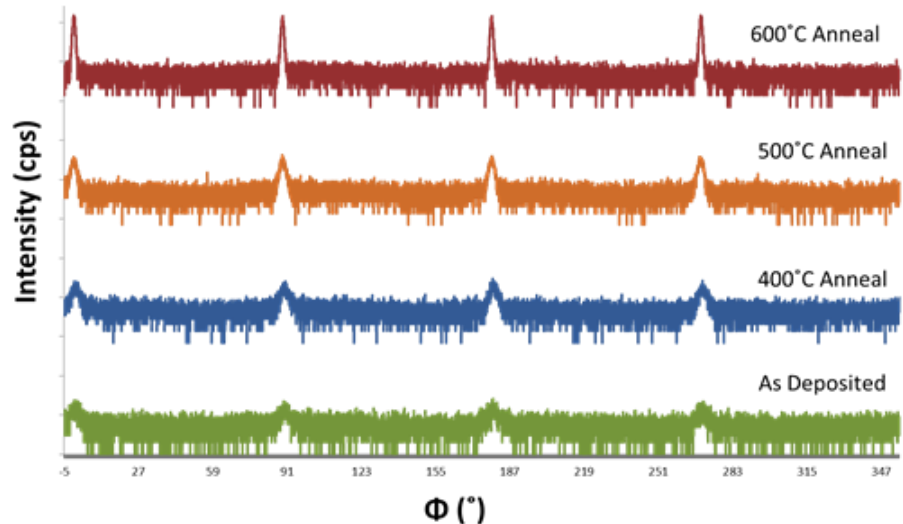 600˚C Anneal
500˚C Anneal
400˚C Anneal
As Deposited
Intensity (cps)
-5 27 59 91 123 155 187 219 251 283 315 347
Φ (˚)